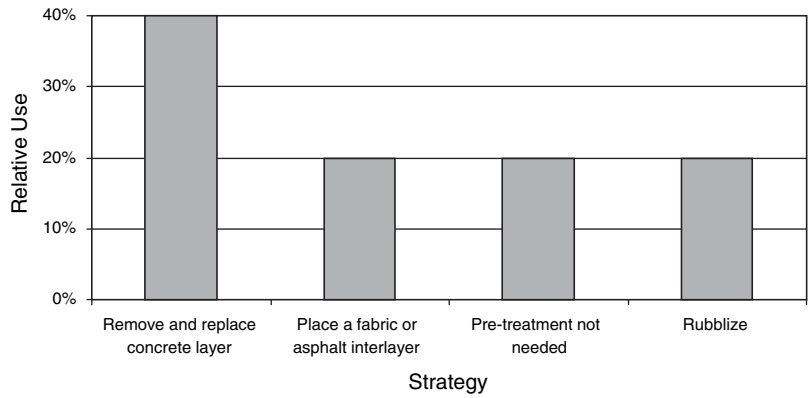 40%
30%
20%
10%
0%
Relative Use
Remove and replace
concrete layer
Place a fabric or
asphalt interlayer
Pre-treatment not
needed
Rubblize
Strategy